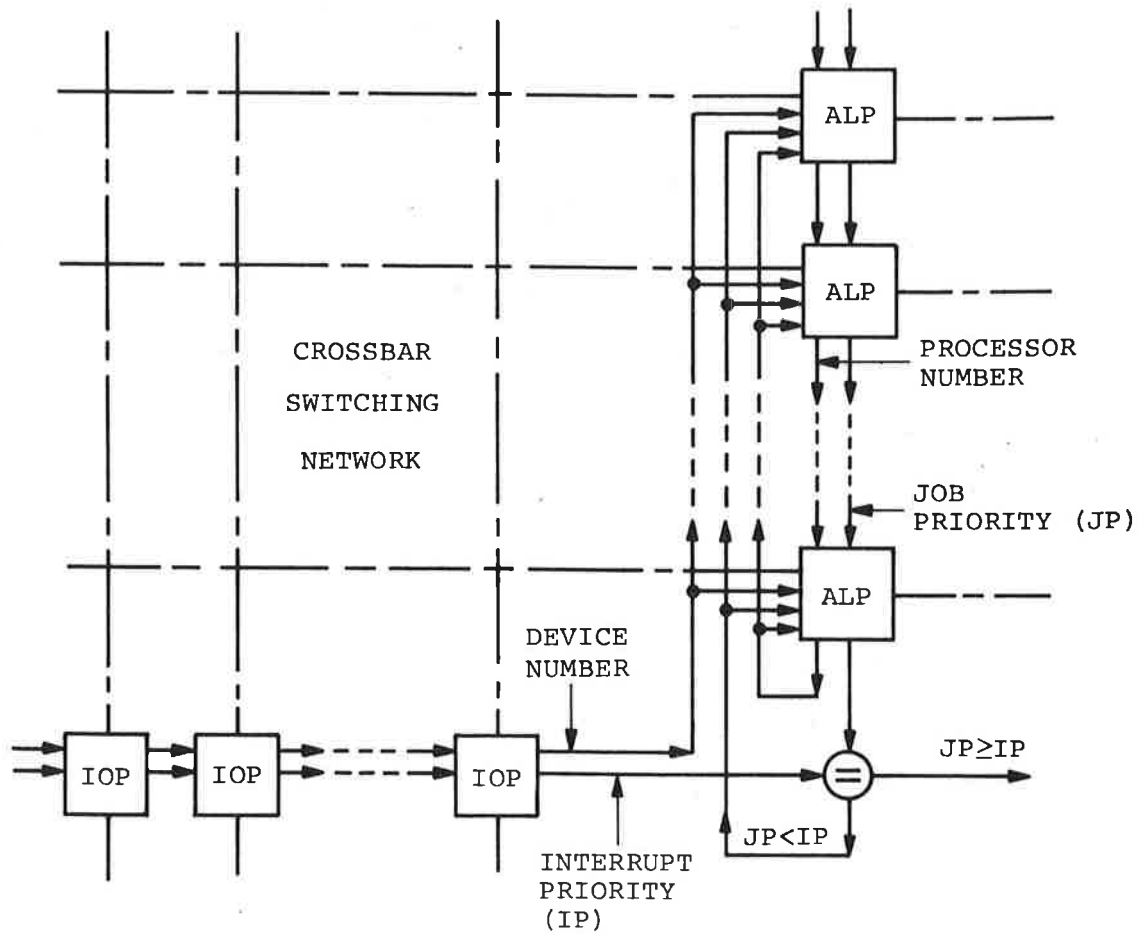 ALP
ALP
CROSSBAR
SWITCHING
NETWORK
PROCESSOR
NUMBER
JOB
PRIORITY (JP)
ALP
DEVICE
NUMBER
IOP
IOP
IOP
=
JP≥IP
JP<IP
INTERRUPT
PRIORITY
(IP)